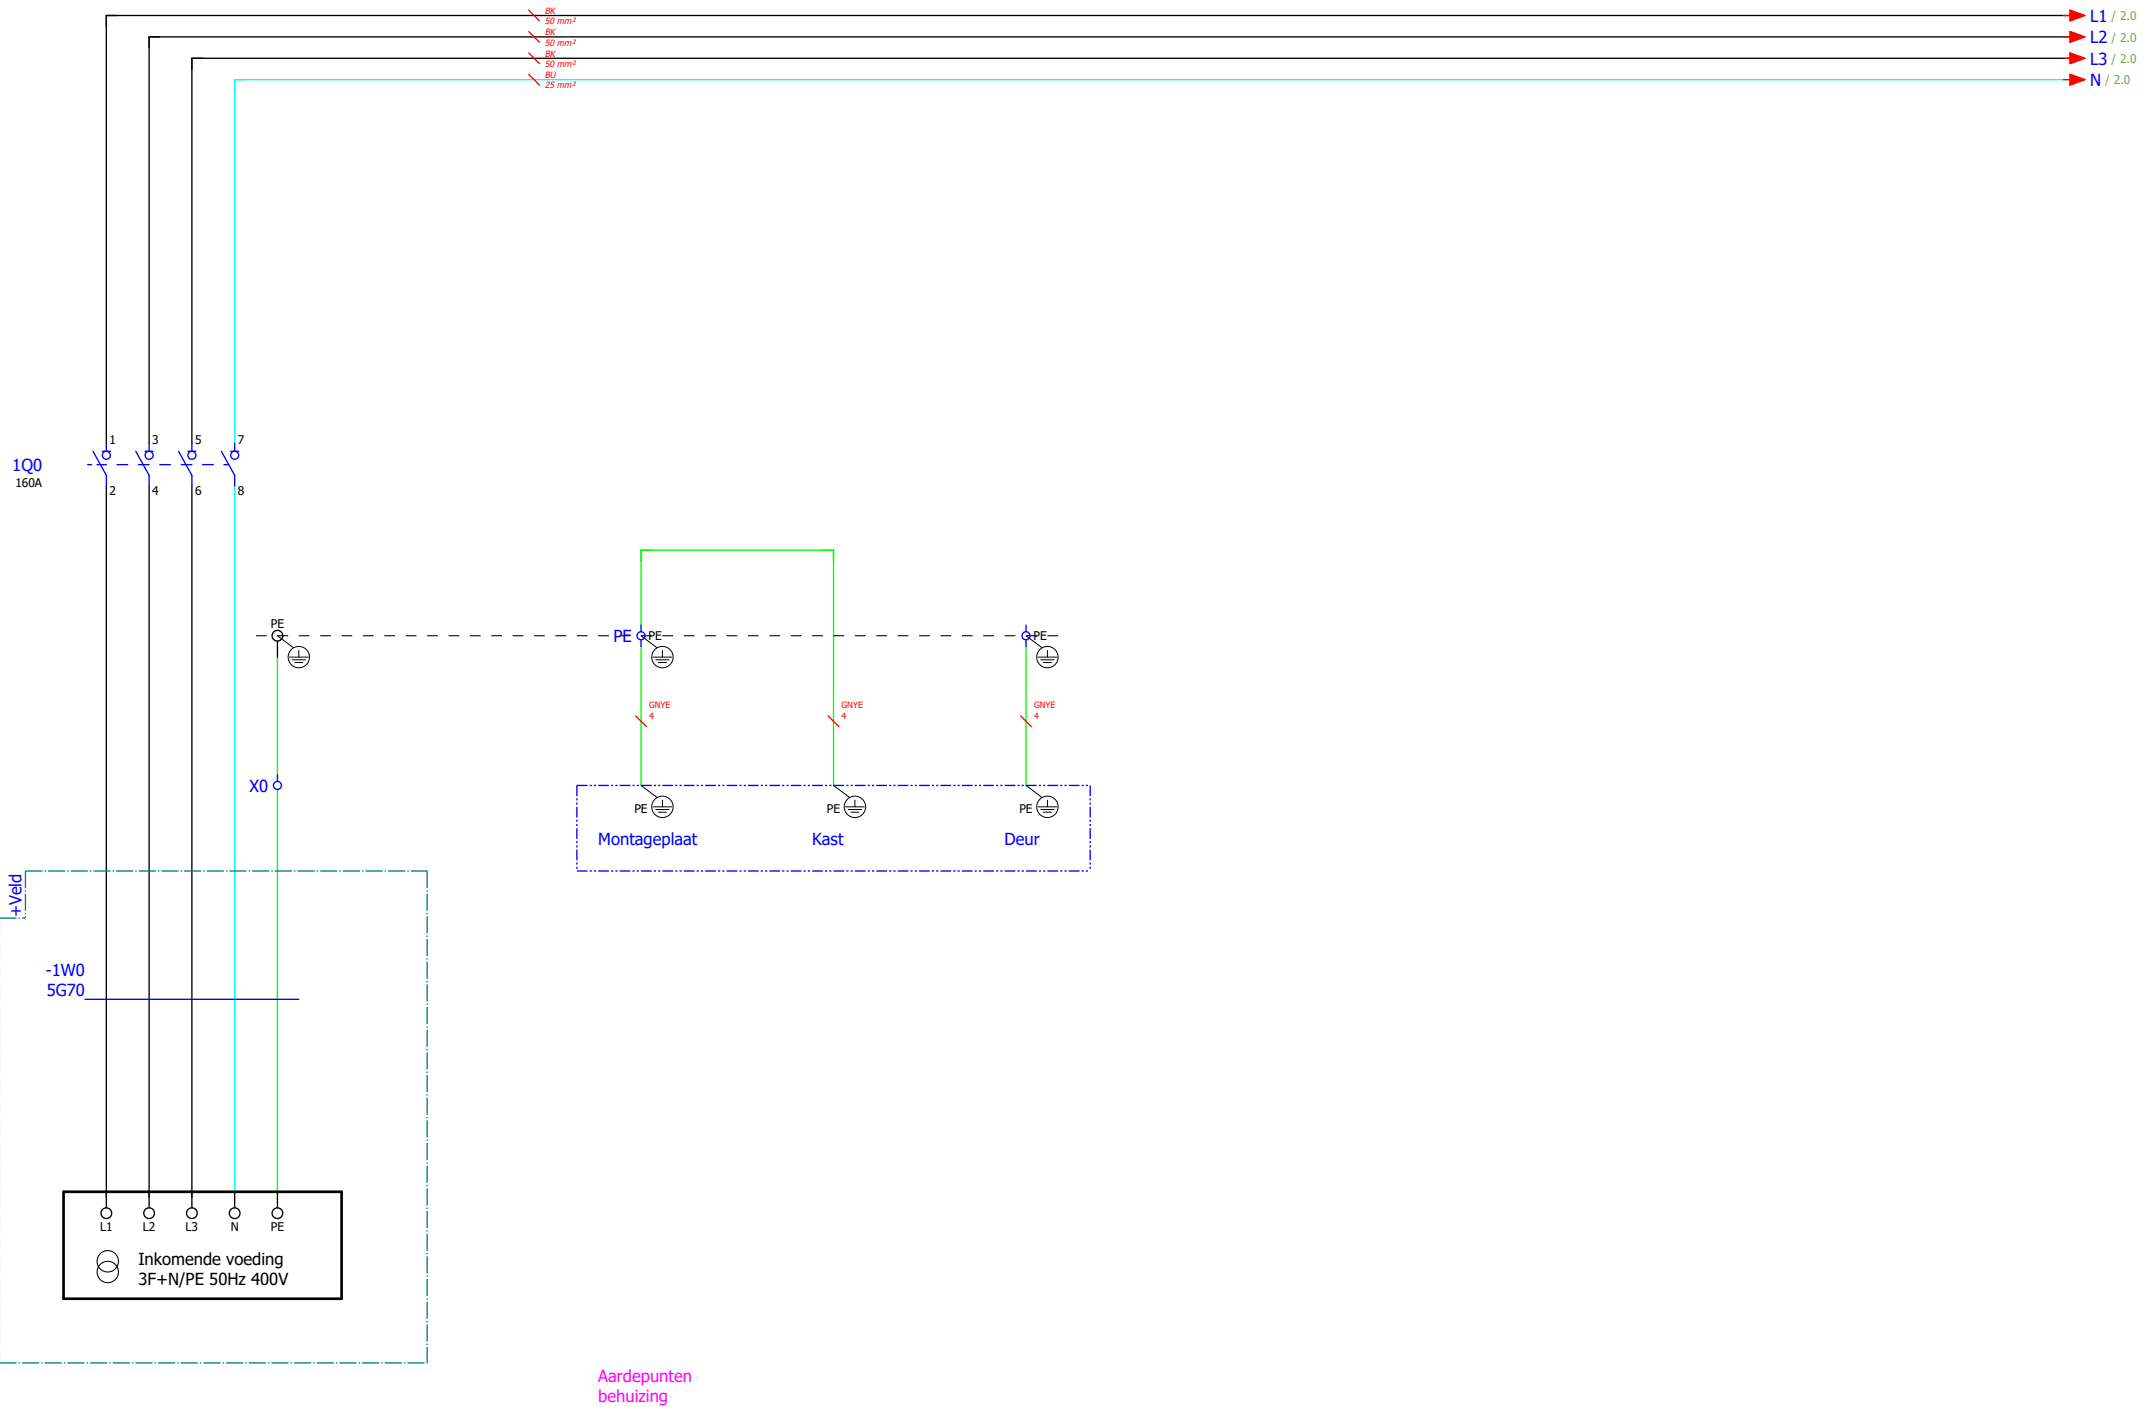 BK
50 mm²
L1 / 2.0
BK
50 mm²
L2 / 2.0
BK
50 mm²
L3 / 2.0
BU
25 mm²
N / 2.0
1 3 5 7
1Q0
160A
2 4 6 8
PE
PE PE
PE
GNYE
4
GNYE
4
GNYE
4
X0
PE PE PE
Montageplaat Kast Deur
+Veld
-1W0
5G70
L1 L2 L3 N PE
Inkomende voeding
3F+N/PE 50Hz 400V
Aardepunten
behuizing